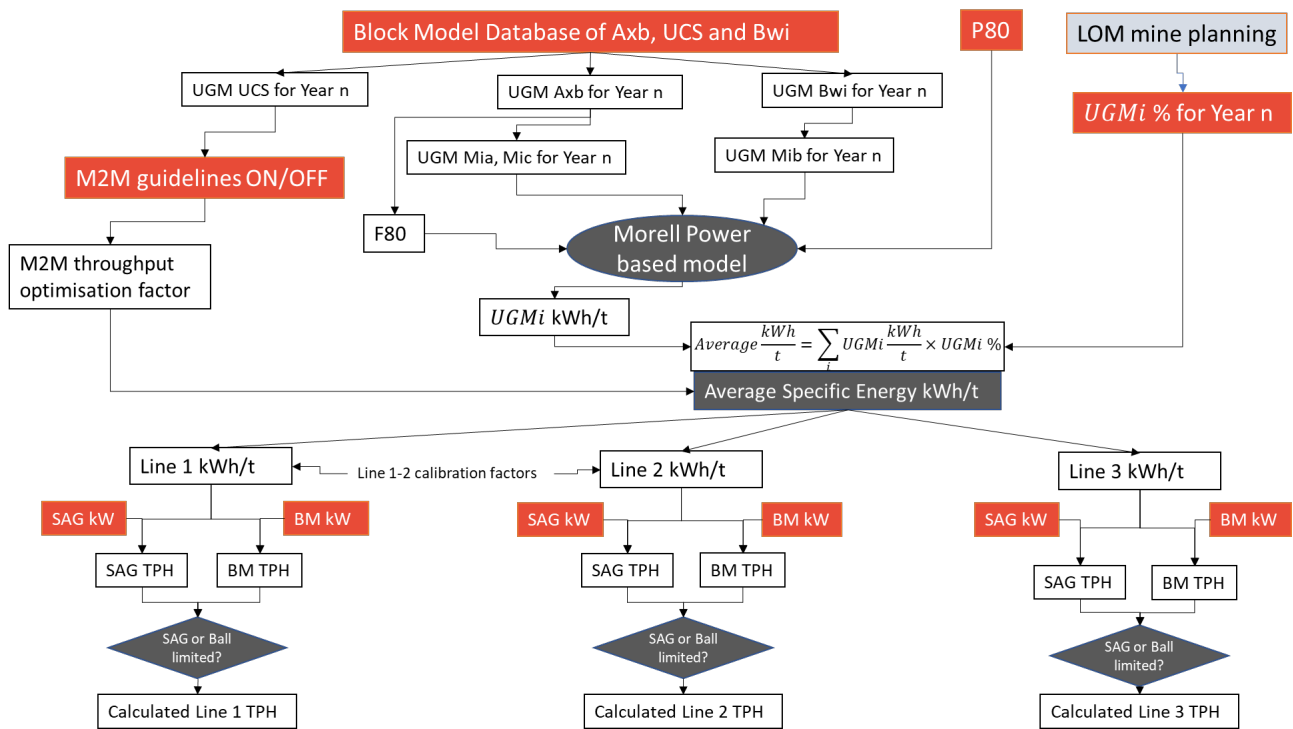 Block Model Database of Axb, UCS and Bwi
P80
LOM mine planning
UGM UCS for Year n
UGM Axb for Year n
UGM Bwi for Year n
UGMi % for Year n
UGM Mia, Mic for Year n
UGM Mib for Year n
M2M guidelines ON/OFF
F80
Morell Power
based model
M2M throughput
optimisation factor
UGMi kWh/t
Average kWh/t = ∑i UGMi kWh/t × UGMi %
Average Specific Energy kWh/t
Line 1 kWh/t
Line 1-2 calibration factors
Line 2 kWh/t
Line 3 kWh/t
SAG kW
BM kW
SAG kW
BM kW
SAG kW
BM kW
SAG TPH
BM TPH
SAG TPH
BM TPH
SAG TPH
BM TPH
SAG or Ball
limited?
SAG or Ball
limited?
SAG or Ball
limited?
Calculated Line 1 TPH
Calculated Line 2 TPH
Calculated Line 3 TPH